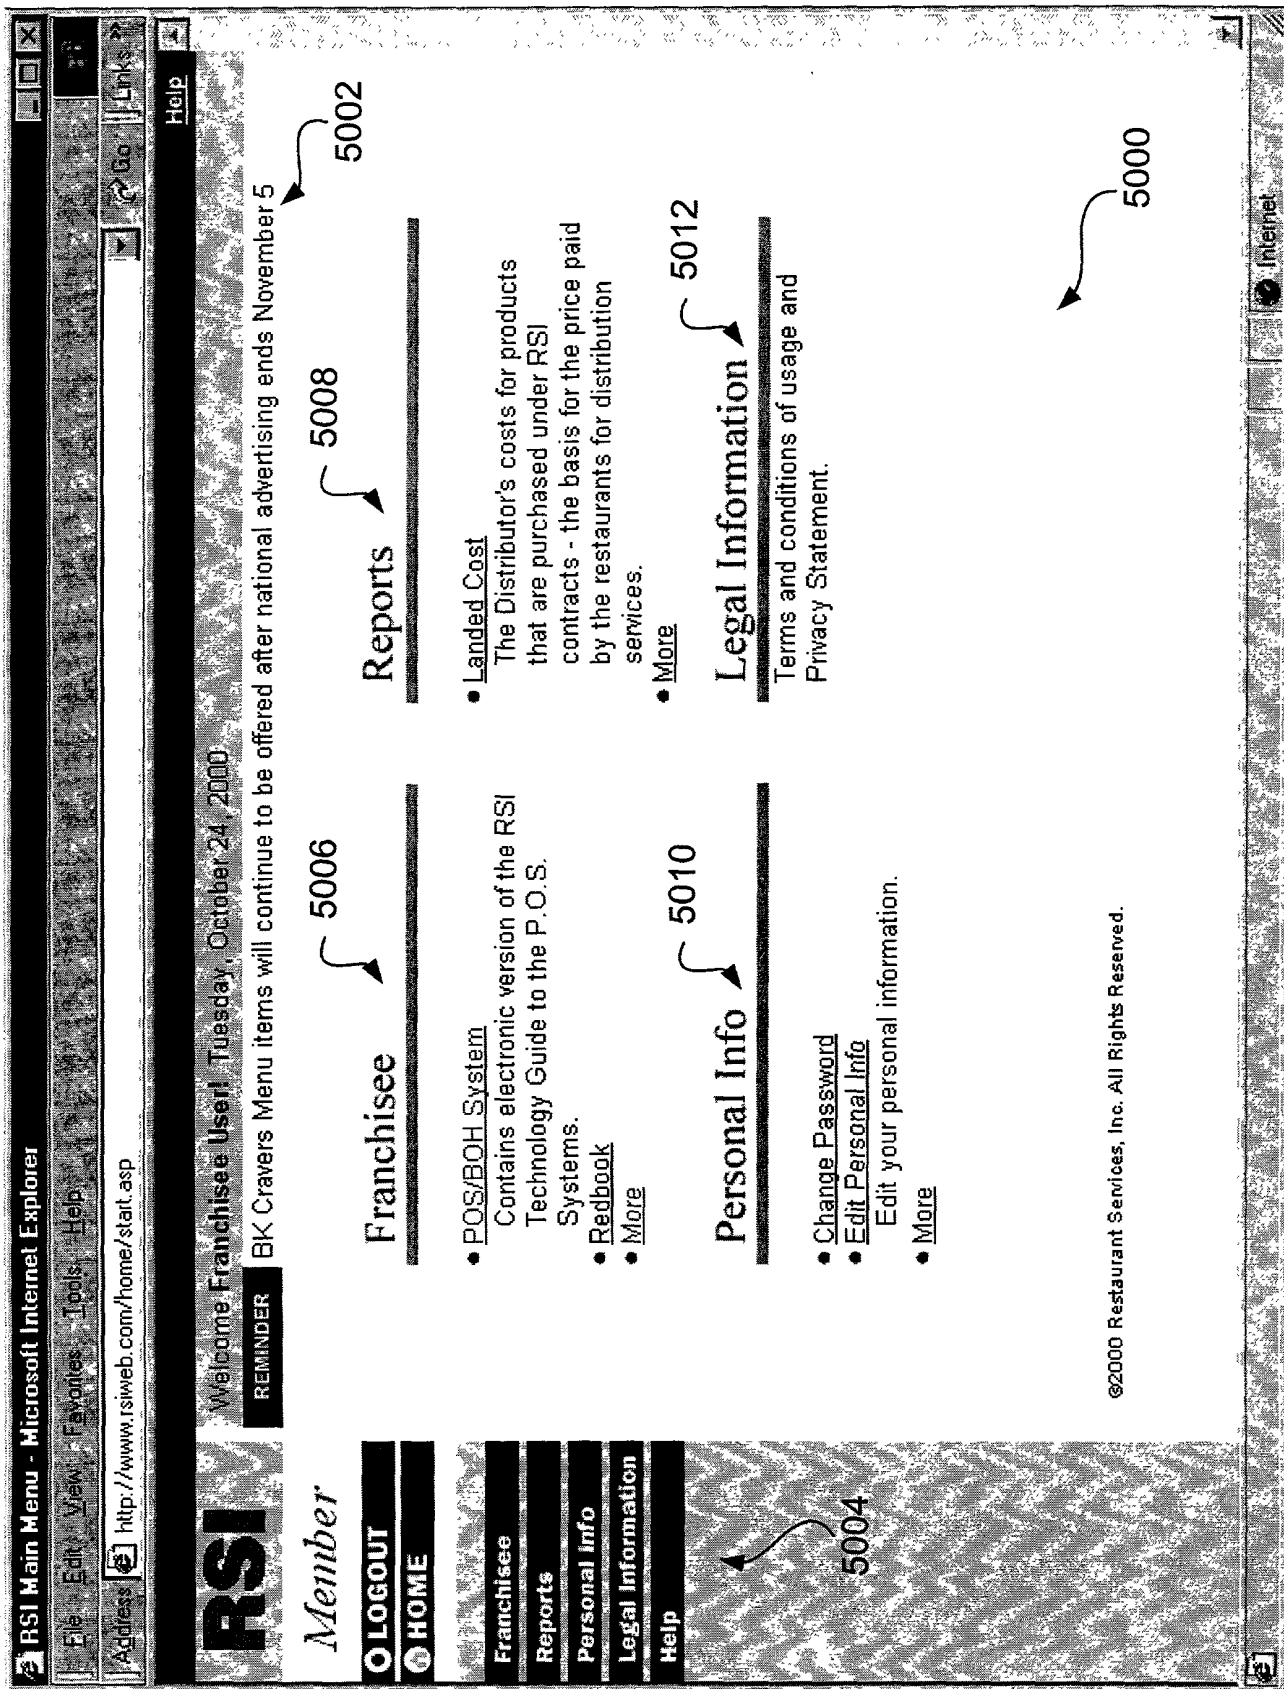 RSI Main Menu - Microsoft Internet Explorer
File Edit View Favorites Tools Help
Address http://www.rsiweb.com/home/start.asp Go Links »
Help
RSI
Welcome Franchisee User! Tuesday, October 24, 2000
REMINDER BK Cravers Menu items will continue to be offered after national advertising ends November 5
5002
Member
LOGOUT
HOME
Franchisee
Reports
Personal Info
Legal Information
Help
5004
Franchisee
5006
• POS/BOH System
Contains electronic version of the RSI
Technology Guide to the P.O.S.
Systems.
• Redbook
• More
Reports
5008
• Landed Cost
The Distributor's costs for products
that are purchased under RSI
contracts - the basis for the price paid
by the restaurants for distribution
services.
• More
Personal Info
5010
• Change Password
• Edit Personal Info
Edit your personal information.
• More
Legal Information
5012
Terms and conditions of usage and
Privacy Statement.
5000
©2000 Restaurant Services, Inc. All Rights Reserved.
Internet